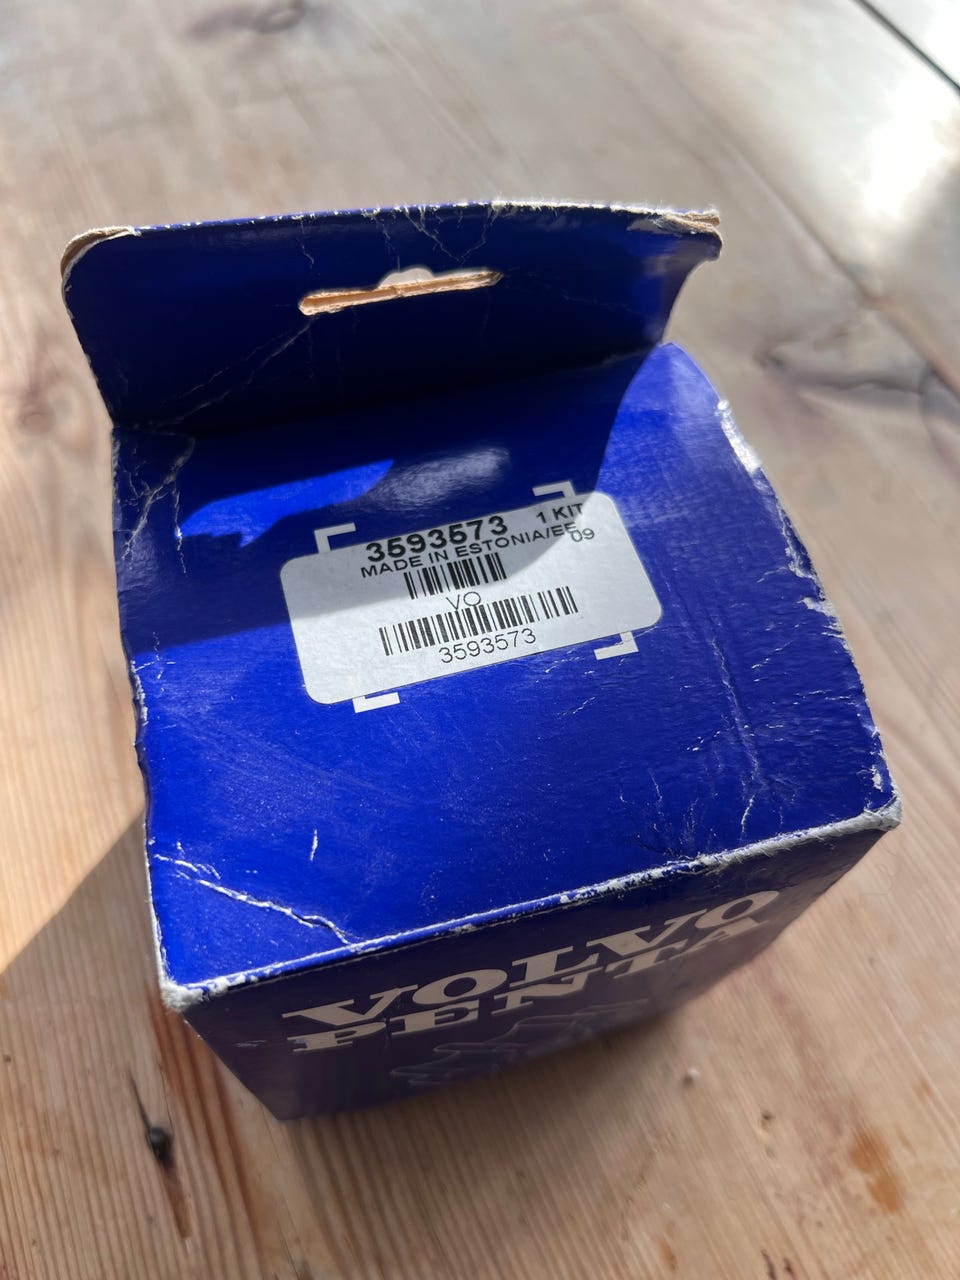 3593573 1 KIT
MADE IN ESTONIA/EE
09
VO
3593573
VOLVO
PENTA